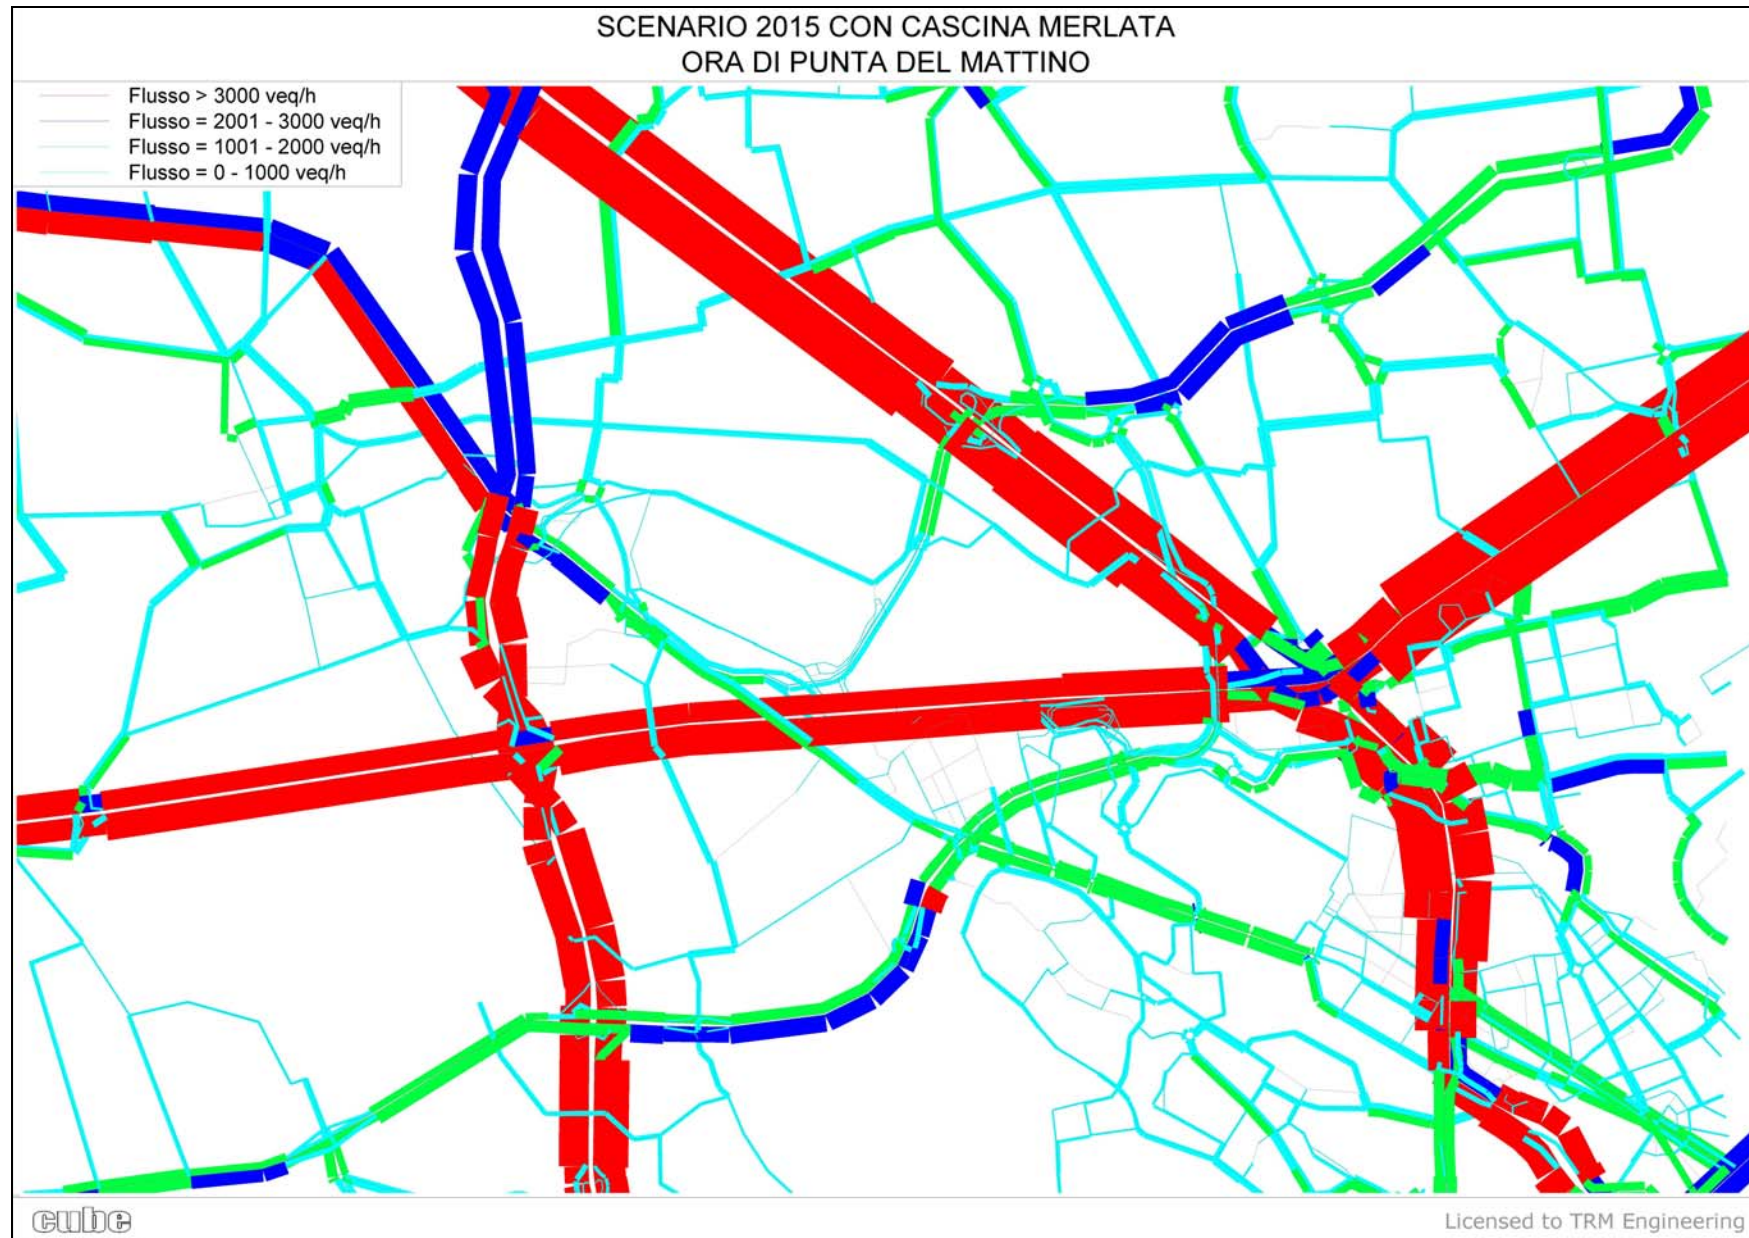 SCENARIO 2015 CON CASCINA MERLATA
ORA DI PUNTA DEL MATTINO
Flusso > 3000 veq/h
Flusso = 2001 - 3000 veq/h
Flusso = 1001 - 2000 veq/h
Flusso = 0 - 1000 veq/h
cube
Licensed to TRM Engineering